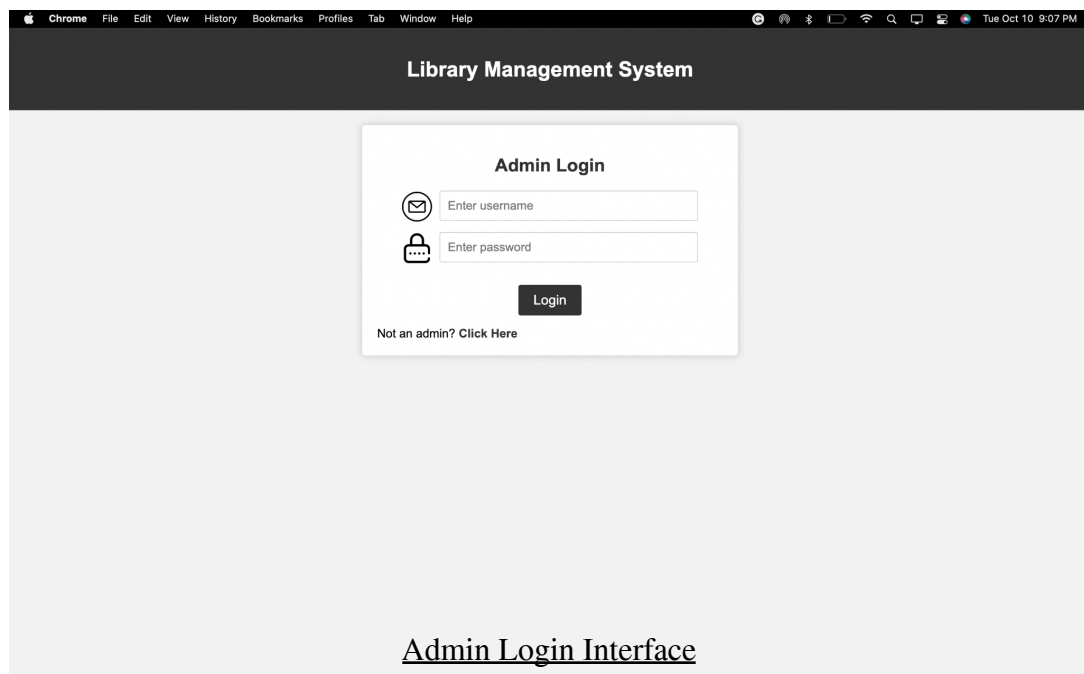 Chrome File Edit View History Bookmarks Profiles Tab Window Help Tue Oct 10 9:07 PM
Library Management System
Admin Login
Enter username
Enter password
Login
Not an admin? Click Here
Admin Login Interface